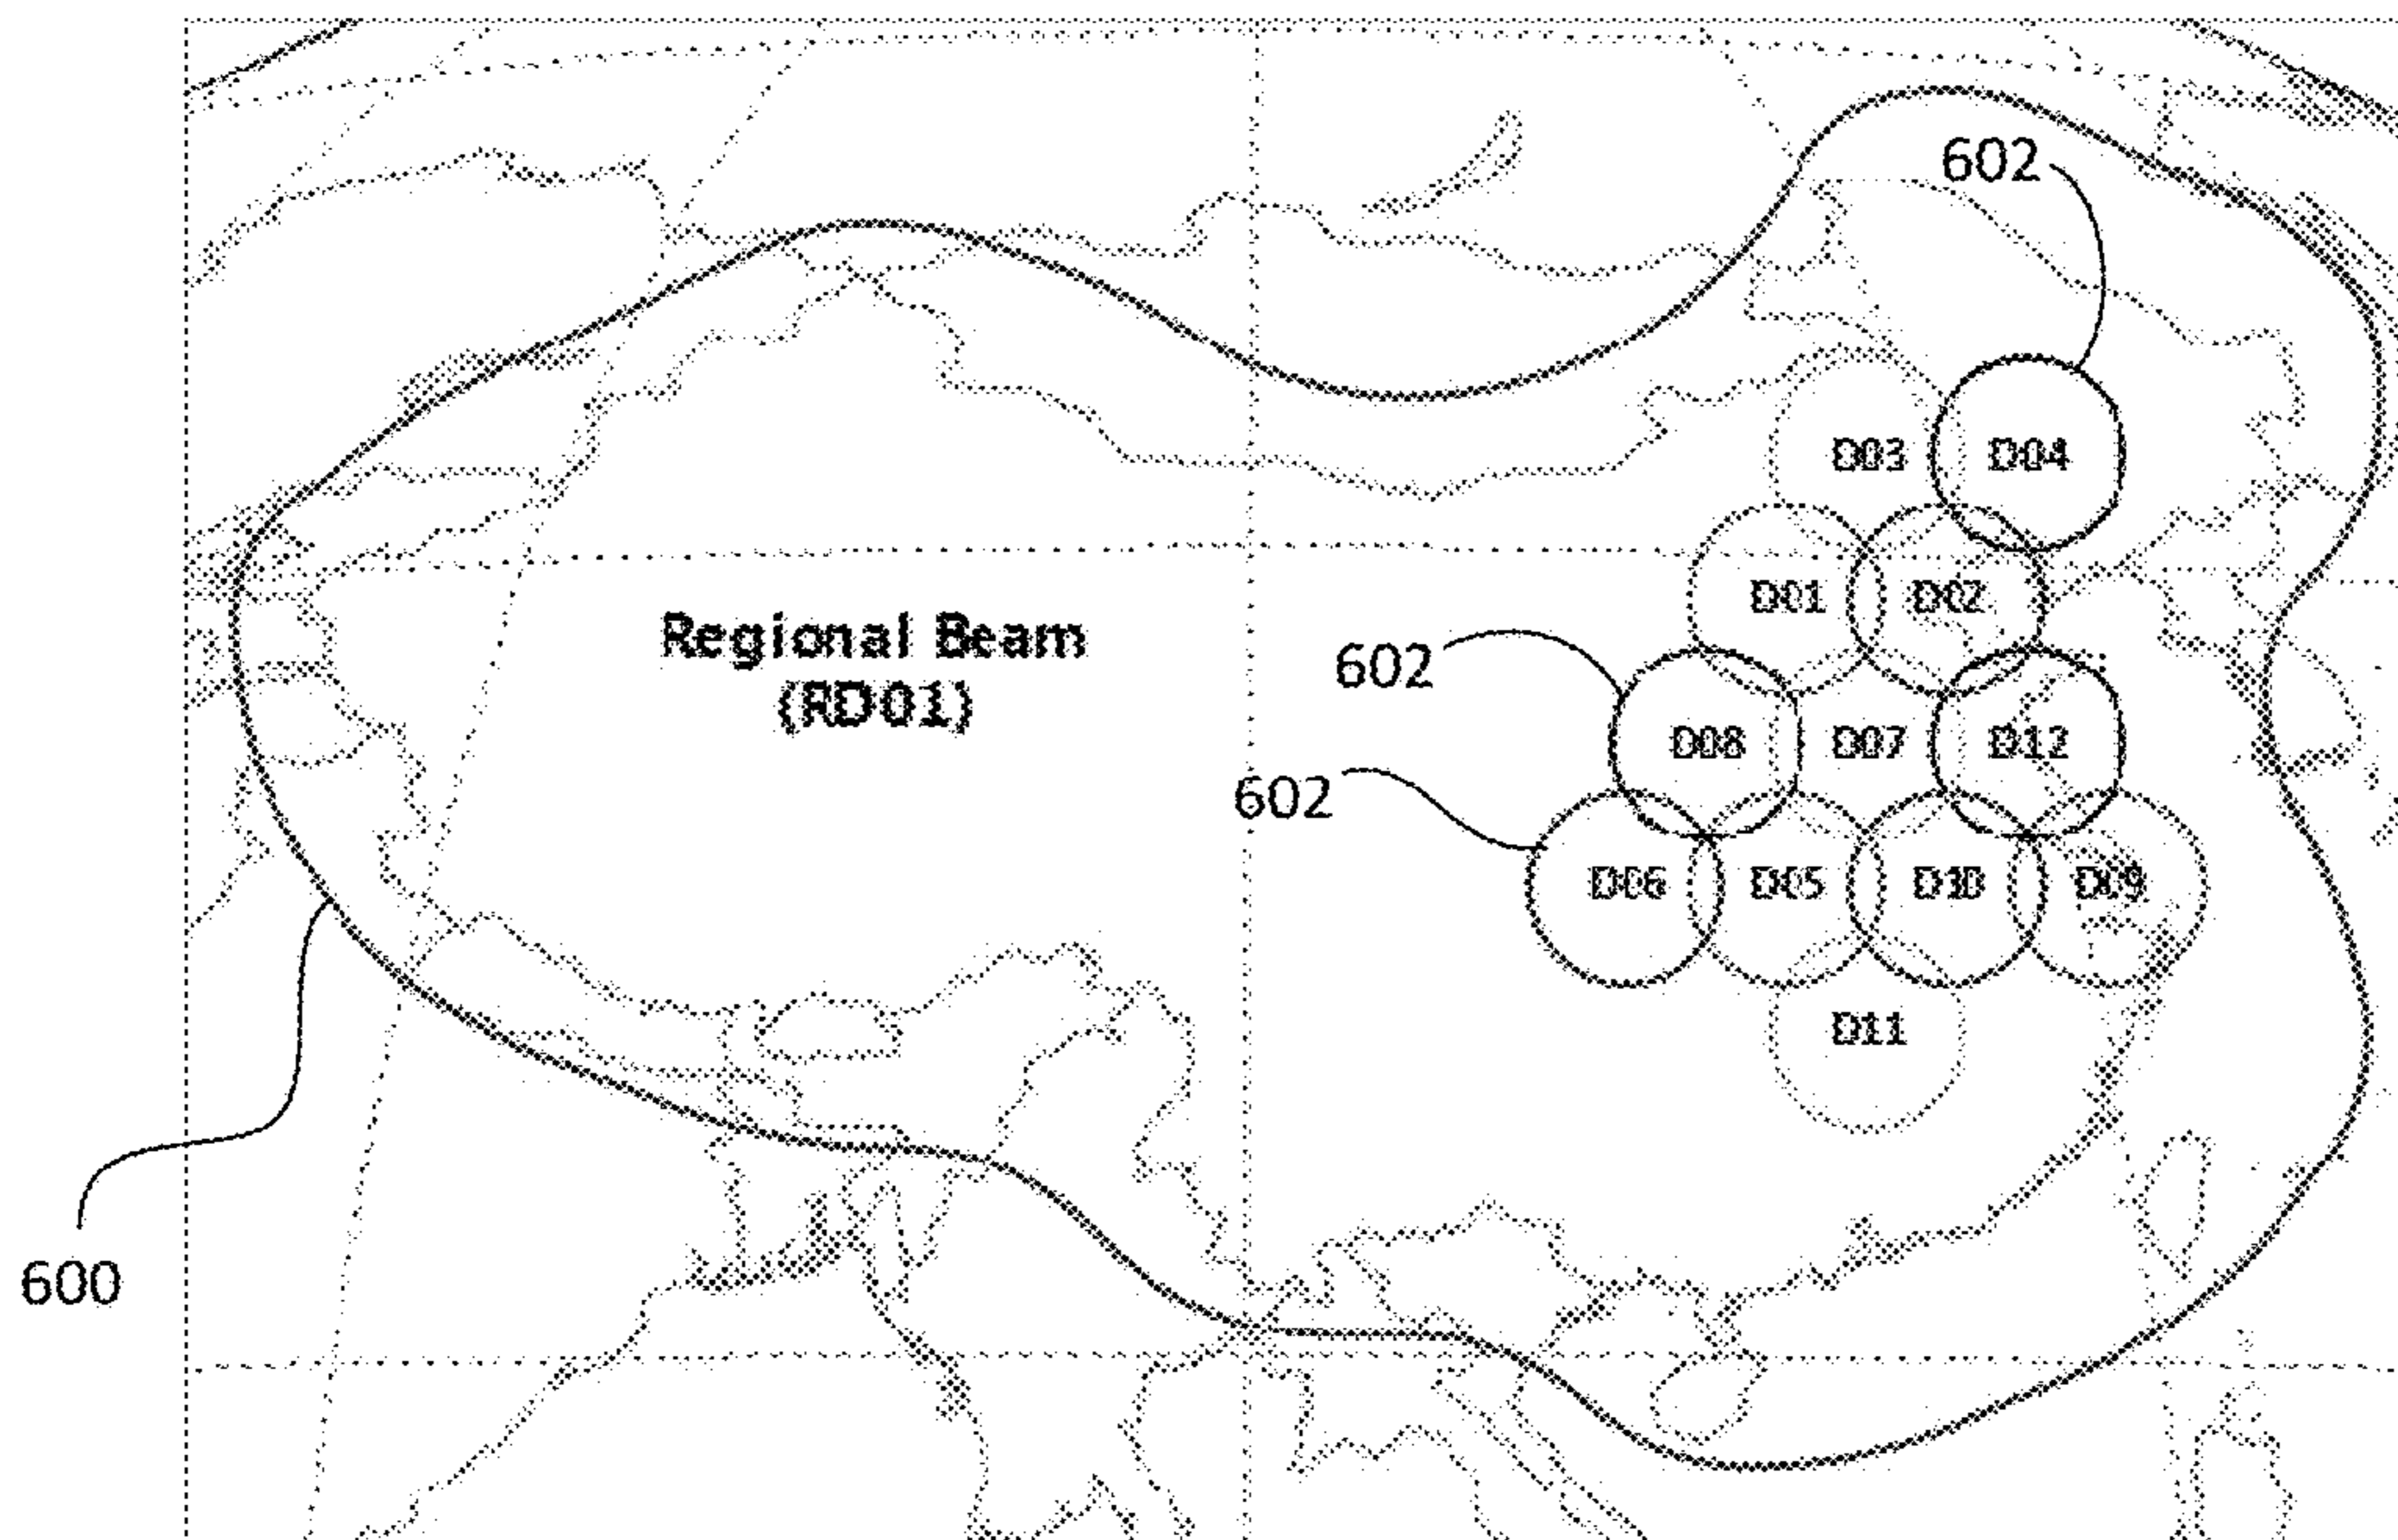 602
D03 D04
D01 D02
Regional Beam
(RD01)
602
D08 D07 D12
602
D06 D05 D10 D09
D11
600